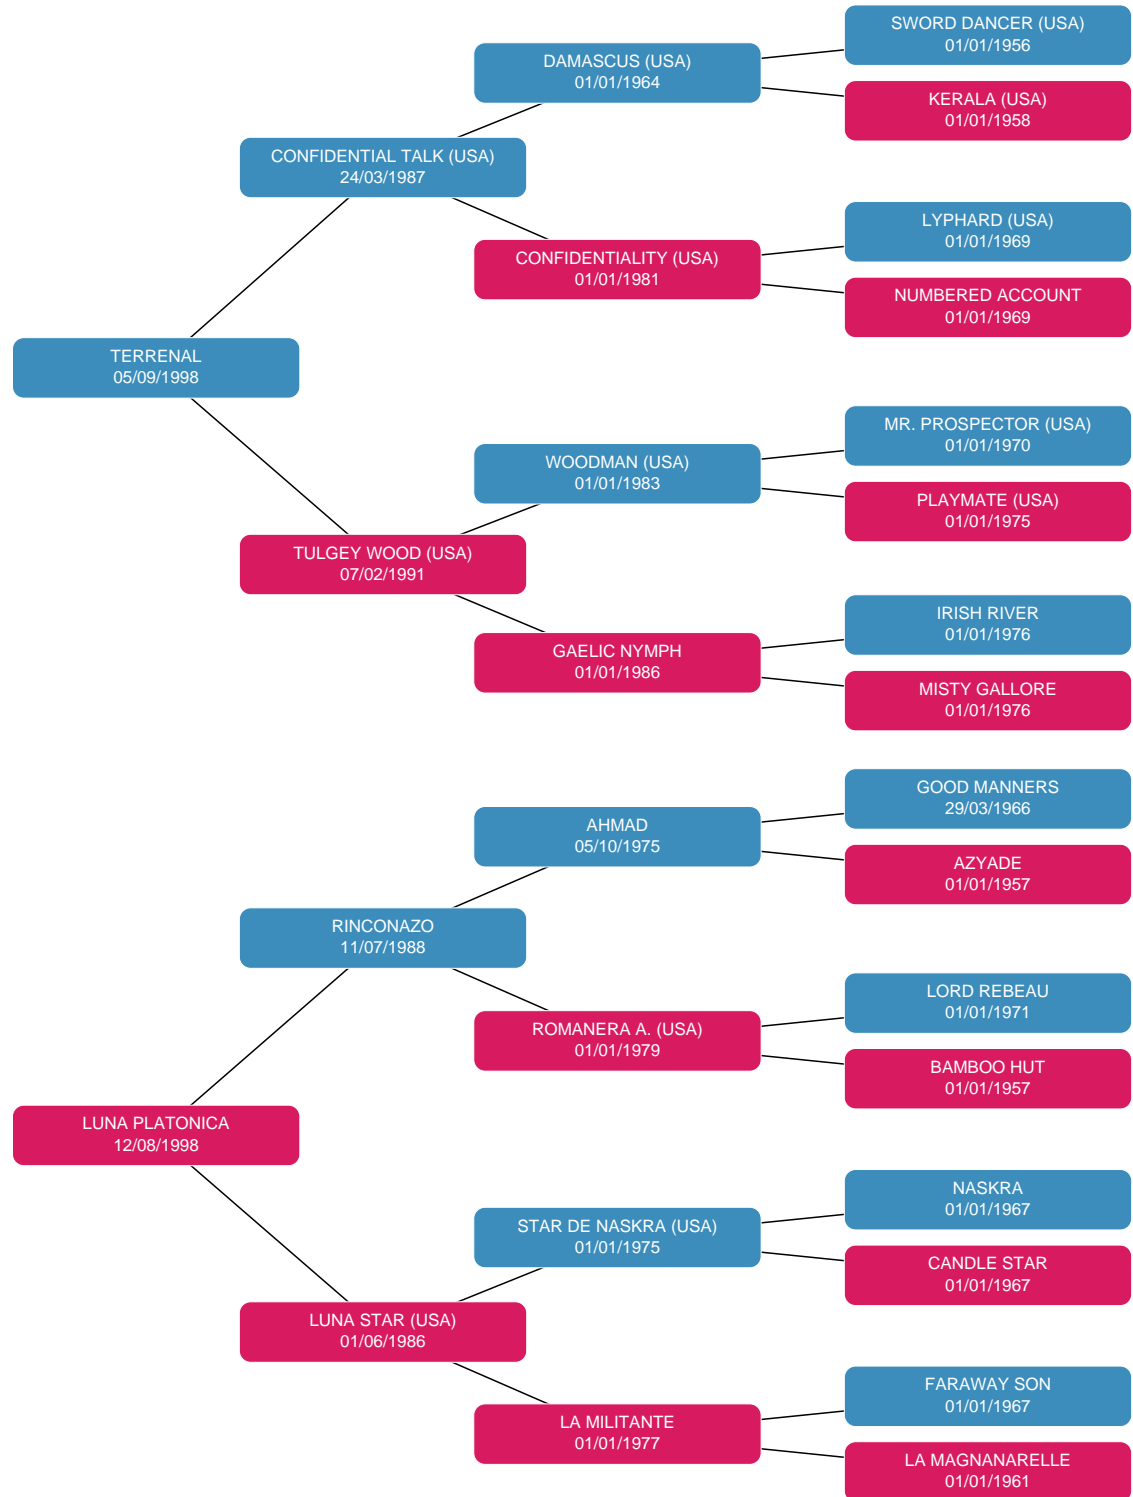 SWORD DANCER (USA)
01/01/1956
DAMASCUS (USA)
01/01/1964
KERALA (USA)
01/01/1958
CONFIDENTIAL TALK (USA)
24/03/1987
LYPHARD (USA)
01/01/1969
CONFIDENTIALITY (USA)
01/01/1981
NUMBERED ACCOUNT
01/01/1969
TERRENAL
05/09/1998
MR. PROSPECTOR (USA)
01/01/1970
WOODMAN (USA)
01/01/1983
PLAYMATE (USA)
01/01/1975
TULGEY WOOD (USA)
07/02/1991
IRISH RIVER
01/01/1976
GAELIC NYMPH
01/01/1986
MISTY GALLORE
01/01/1976
GOOD MANNERS
29/03/1966
AHMAD
05/10/1975
AZYADE
01/01/1957
RINCONAZO
11/07/1988
LORD REBEAU
01/01/1971
ROMANERA A. (USA)
01/01/1979
BAMBOO HUT
01/01/1957
LUNA PLATONICA
12/08/1998
NASKRA
01/01/1967
STAR DE NASKRA (USA)
01/01/1975
CANDLE STAR
01/01/1967
LUNA STAR (USA)
01/06/1986
FARAWAY SON
01/01/1967
LA MILITANTE
01/01/1977
LA MAGNANARELLE
01/01/1961